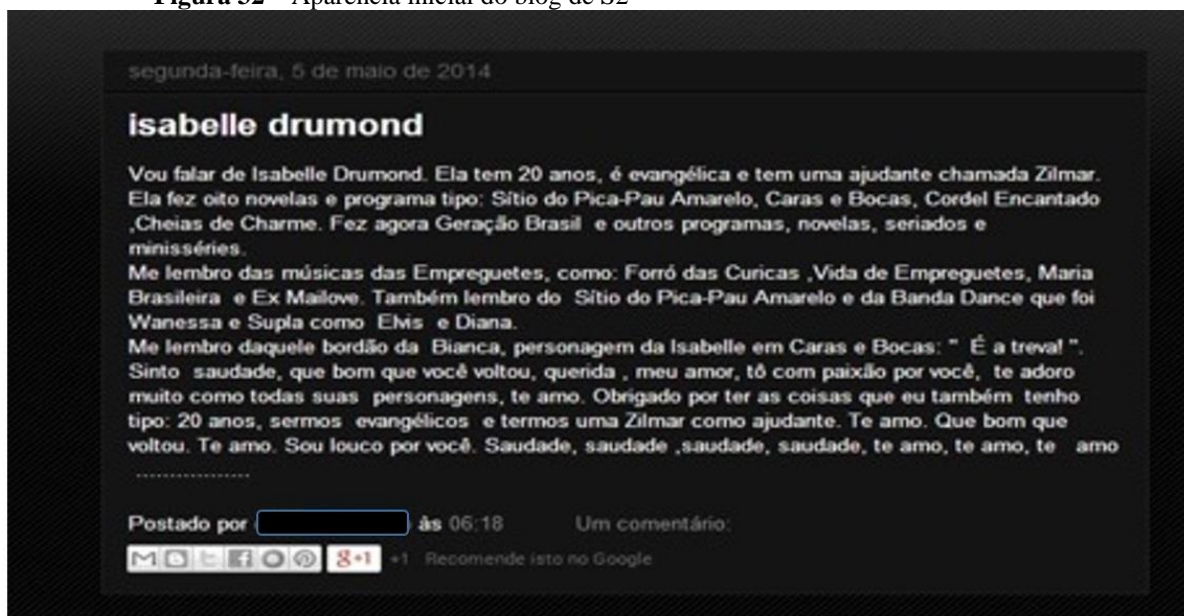 Figura 32 – Aparência inicial do blog de S2
segunda-feira, 5 de maio de 2014
isabelle drumond
Vou falar de Isabelle Drumond. Ela tem 20 anos, é evangélica e tem uma ajudante chamada Zilmar.
Ela fez oito novelas e programa tipo: Sítio do Pica-Pau Amarelo, Caras e Bocas, Cordel Encantado
,Cheias de Charme. Fez agora Geração Brasil e outros programas, novelas, seriados e
minisséries.
Me lembro das músicas das Empreguetes, como: Forró das Curicas ,Vida de Empreguetes, Maria
Brasileira e Ex Mailove. Também lembro do Sítio do Pica-Pau Amarelo e da Banda Dance que foi
Wanessa e Supla como Elvis e Diana.
Me lembro daquele bordão da Bianca, personagem da Isabelle em Caras e Bocas: " É a treva! ".
Sinto saudade, que bom que você voltou, querida , meu amor, tô com paixão por você, te adoro
muito como todas suas personagens, te amo. Obrigado por ter as coisas que eu também tenho
tipo: 20 anos, sermos evangélicos e termos uma Zilmar como ajudante. Te amo. Que bom que
voltou. Te amo. Sou louco por você. Saudade, saudade ,saudade, saudade, te amo, te amo, te amo
.................
Postado por às 06:18 Um comentário:
g+1 +1 Recomende isto no Google